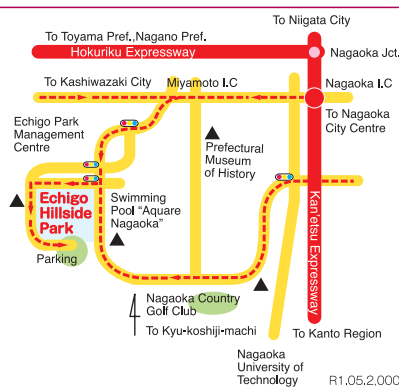 To Niigata City
To Toyama Pref.,Nagano Pref.
Hokuriku Expressway
Nagaoka Jct.
To Kashiwazaki City
Miyamoto I.C
Nagaoka I.C
To Nagaoka
City Centre
Echigo Park
Management
Centre
Prefectural
Museum
of History
Echigo
Hillside
Park
Swimming
Pool “Aquare
Nagaoka”
Kan'etsu Expressway
Parking
Nagaoka Country
Golf Club
To Kyu-koshiji-machi
To Kanto Region
Nagaoka
University of
Technology
R1.05.2,000